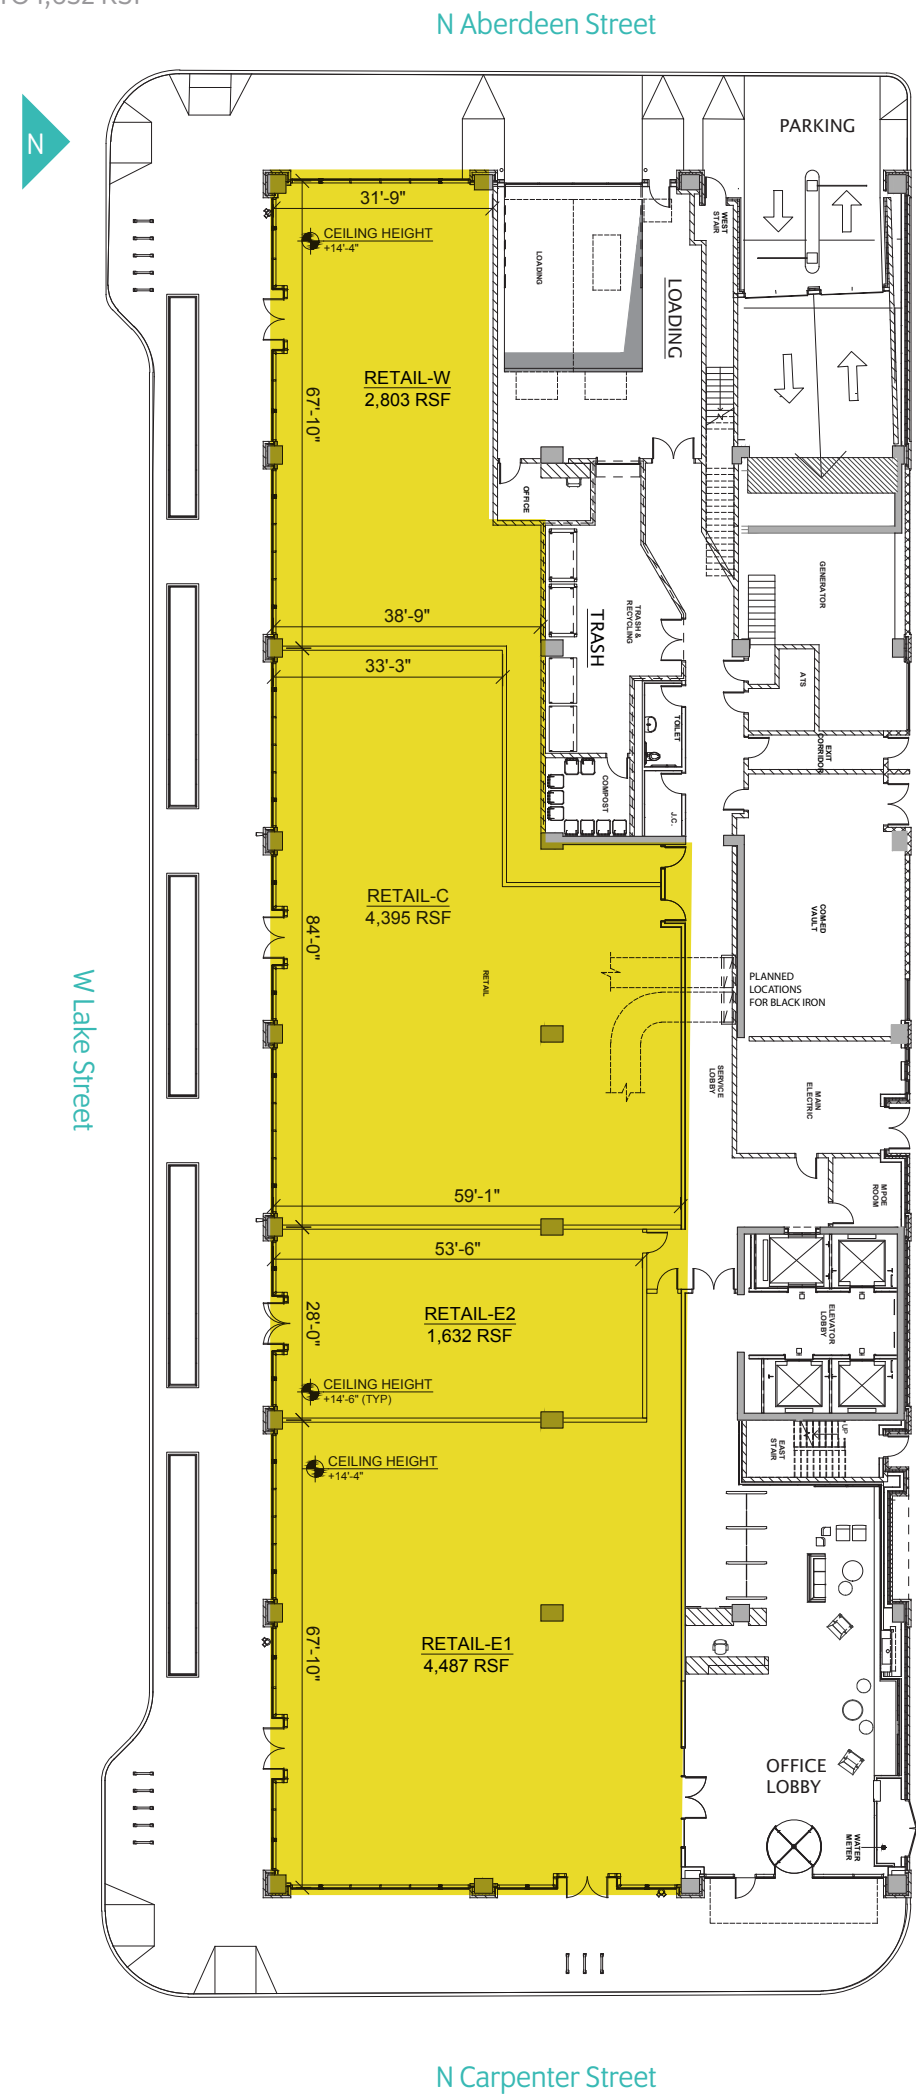 N Aberdeen Street
N
PARKING
31'-9"
CEILING HEIGHT
+14'-4"
WEST
STAIR
LOADING
LOADING
RETAIL-W
2,803 RSF
67'-10"
OFFICE
GENERATOR
TRASH &
RECYCLING
TRASH
38'-9"
33'-3"
ATS
TOILET
EXIT
CORRIDOR
COMPOST
J.C.
RETAIL-C
4,395 RSF
84'-0"
RETAIL
COM-ED
VAULT
PLANNED
LOCATIONS
FOR BLACK IRON
W Lake Street
SERVICE
LOBBY
MAIN
ELECTRIC
MPOE
ROOM
59'-1"
53'-6"
RETAIL-E2
1,632 RSF
28'-0"
ELEVATOR
LOBBY
CEILING HEIGHT
+14'-6" (TYP)
UP
EAST
STAIR
CEILING HEIGHT
+14'-4"
RETAIL-E1
4,487 RSF
67'-10"
OFFICE
LOBBY
WATER
METER
N Carpenter Street